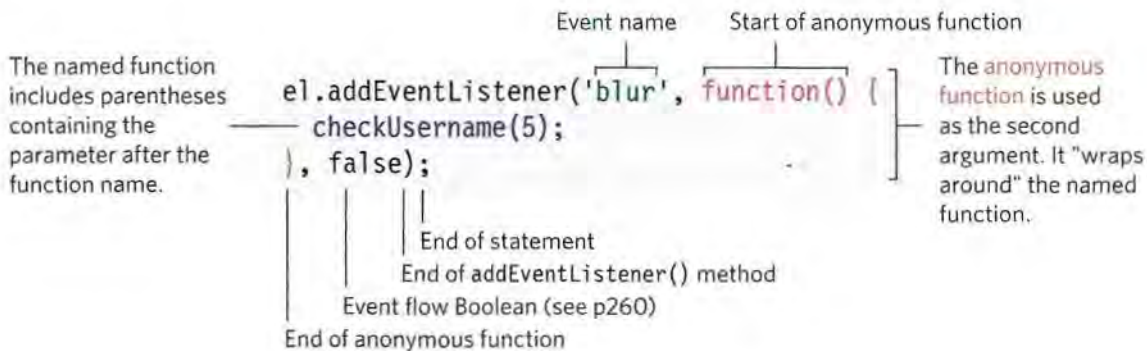 Event name
Start of anonymous function
The named function
includes parentheses
containing the
parameter after the
function name.
el.addEventListener('blur', function() {
checkUsername(5);
}, false);
The anonymous
function is used
as the second
argument. It "wraps
around" the named
function.
End of statement
End of addEventListener() method
Event flow Boolean (see p260)
End of anonymous function